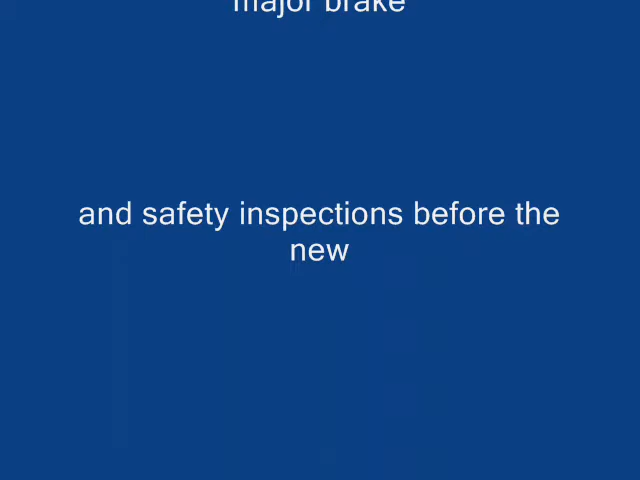 major brake
and safety inspections before the
new